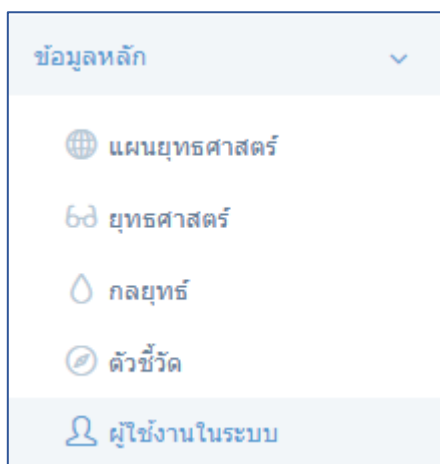 ข้อมูลหลัก
แผนยุทธศาสตร์
ยุทธศาสตร์
กลยุทธ์
ตัวชี้วัด
ผู้ใช้งานในระบบ